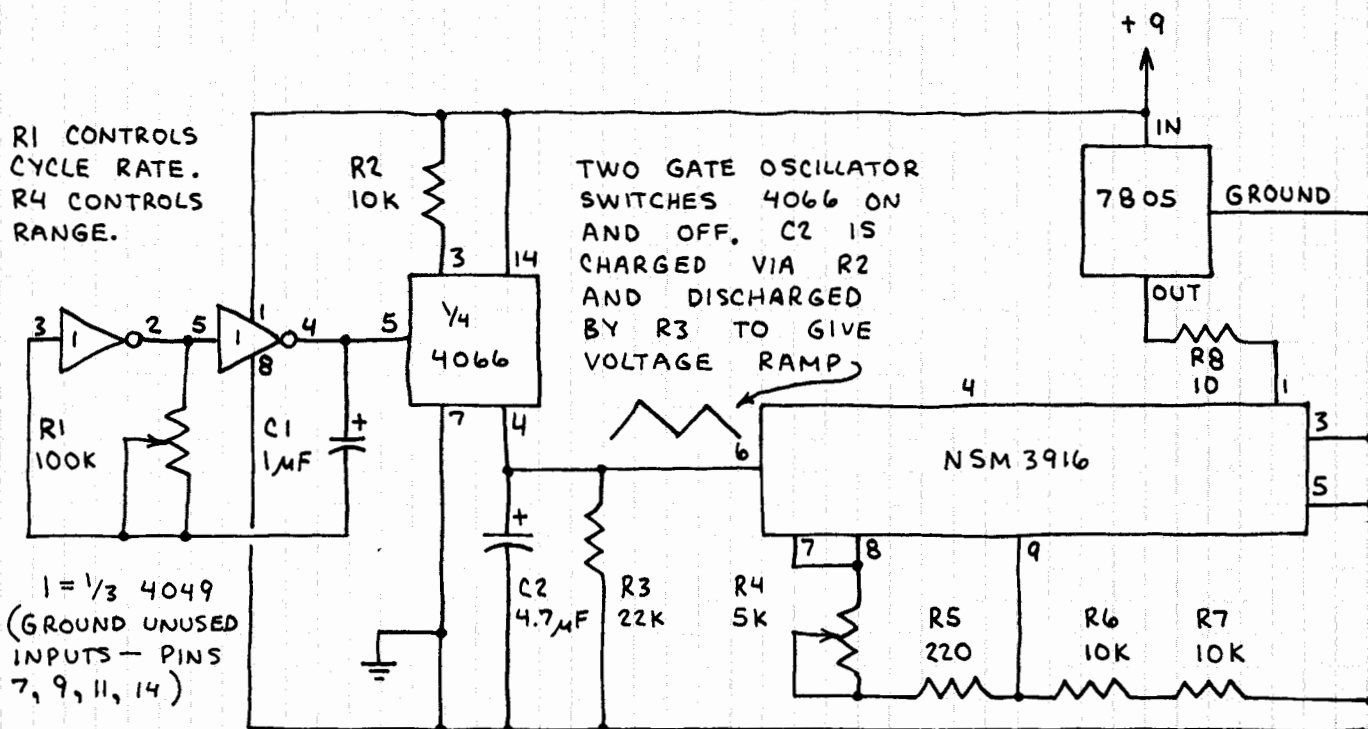 +9
R1 CONTROLS
CYCLE RATE.
R4 CONTROLS
RANGE.
R2
10K
TWO GATE OSCILLATOR
SWITCHES 4066 ON
AND OFF. C2 IS
CHARGED VIA R2
AND DISCHARGED
BY R3 TO GIVE
VOLTAGE RAMP
IN
7805
GROUND
OUT
R8
10
1
3
14
3
1
2
5
1
1
8
4
5
1/4
4066
7
4
R1
100K
C1
1μF
+
4
6
NSM 3916
3
5
7
8
9
+
C2
4.7μF
R3
22K
R4
5K
R5
220
R6
10K
R7
10K
1 = 1/3 4049
(GROUND UNUSED
INPUTS — PINS
7, 9, 11, 14)